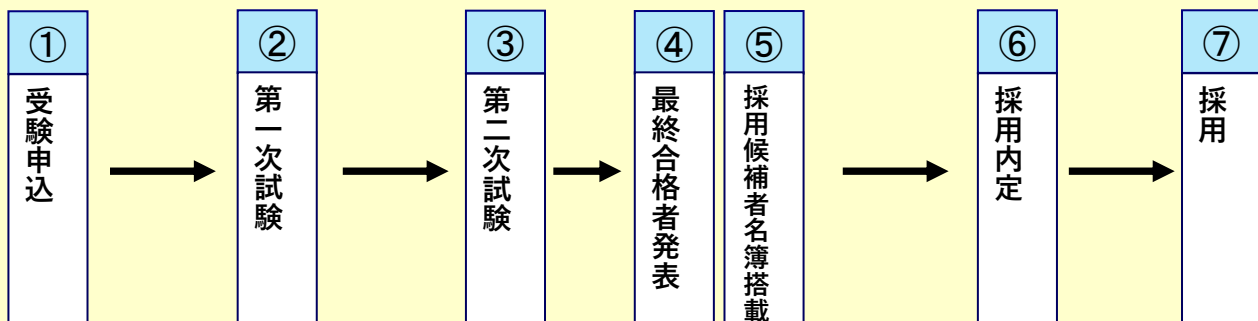 ①
受験申込
②
第一次試験
③
第二次試験
④
最終合格者発表
⑤
採用候補者名簿搭載
⑥
採用内定
⑦
採用